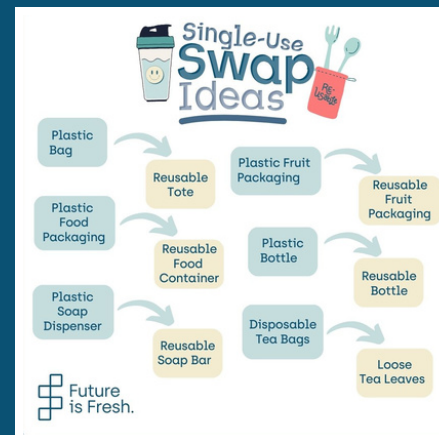 Single-Use
Swap
Ideas
RE-
USABLE
Plastic
Bag
Reusable
Tote
Plastic
Food
Packaging
Reusable
Food
Container
Plastic
Soap
Dispenser
Reusable
Soap Bar
Plastic Fruit
Packaging
Reusable
Fruit
Packaging
Plastic
Bottle
Reusable
Bottle
Disposable
Tea Bags
Loose
Tea Leaves
Future
is Fresh.